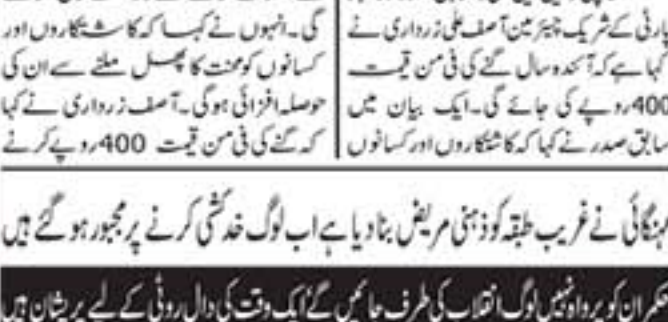 پارٹی کے شریک چیئرمین آصف علی زرداری نے
کہا ہے کہ آئندہ سال گنے کی فی من قیمت
400روپے کی جائے گی۔ایک بیان میں
سابق صدر نے کہا کہ کاشتکاروں اور کسانوں
گی۔انہوں نے کہا کہ کاشتکاروں اور
کسانوں کو محنت کا پھل ملنے سے ان کی
حوصلہ افزائی ہوگی۔آصف زرداری نے کہا
کہ گنے کی فی من قیمت 400روپے کرنے
مہنگائی نے غریب طبقہ کو ذہنی مریض بنا دیا ہے اب لوگ خدکشی کرنے پر مجبور ہو گئے ہیں
حکمران کو پرواہ نہیں لوگ انقلاب کی طرف جائیں گے ایک وقت کی دال روٹی کے لیے پریشان ہیں